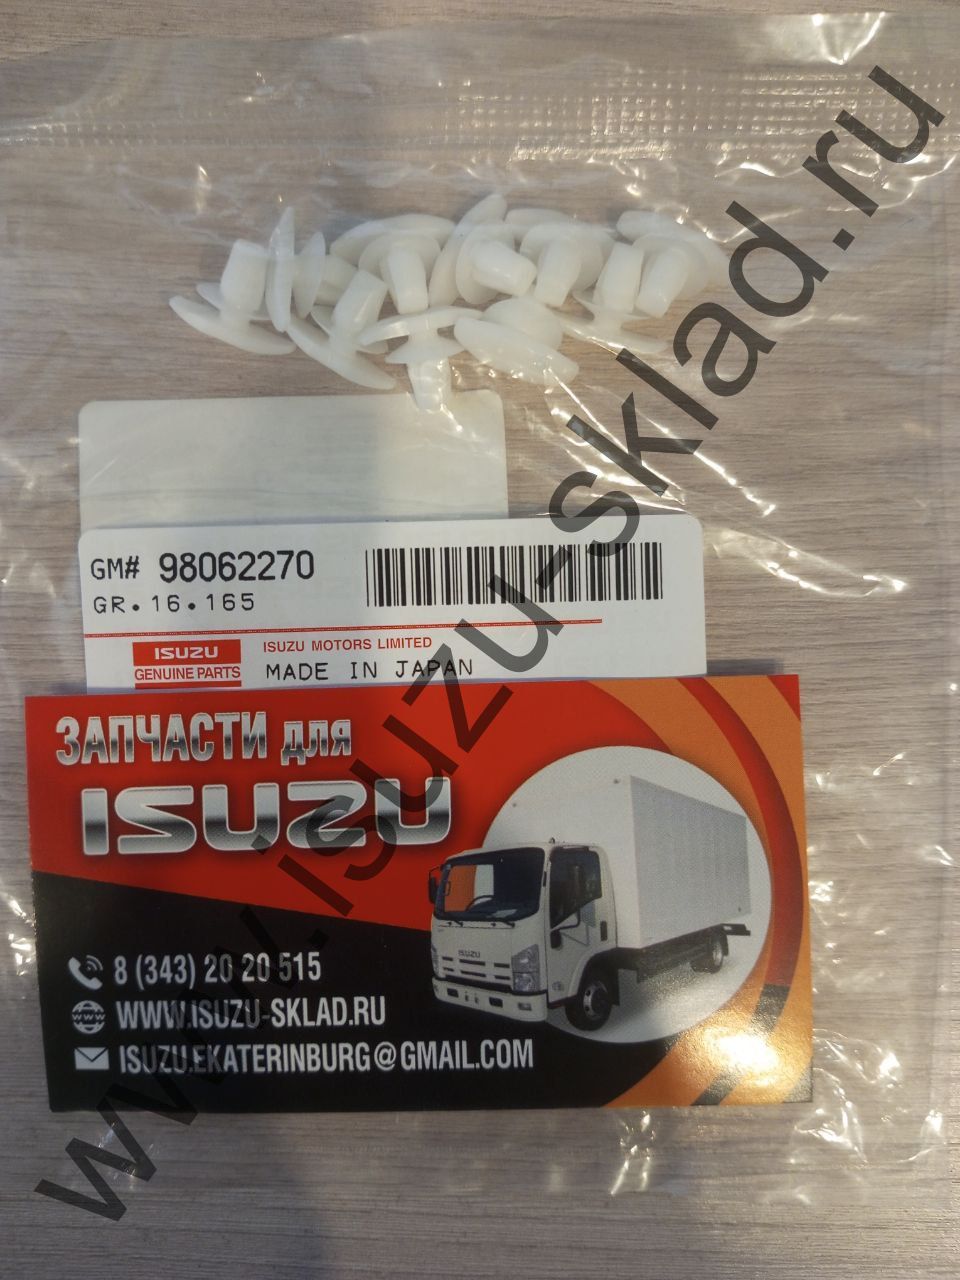 GM# 98062270
GR.16.165
ISUZU
GENUINE PARTS
ISUZU MOTORS LIMITED
MADE IN JAPAN
ЗАПЧАСТИ для
ISUZU
ISUZU
8 (343) 20 20 515
WWW
WWW.ISUZU-SKLAD.RU
ISUZU.EKATERINBURG@GMAIL.COM
www.isuzu-sklad.ru